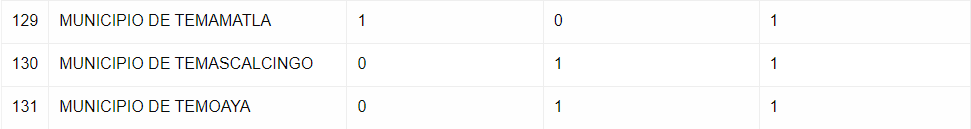 129 MUNICIPIO DE TEMAMATLA 1 0 1
130 MUNICIPIO DE TEMASCALCINGO 0 1 1
131 MUNICIPIO DE TEMOAYA 0 1 1